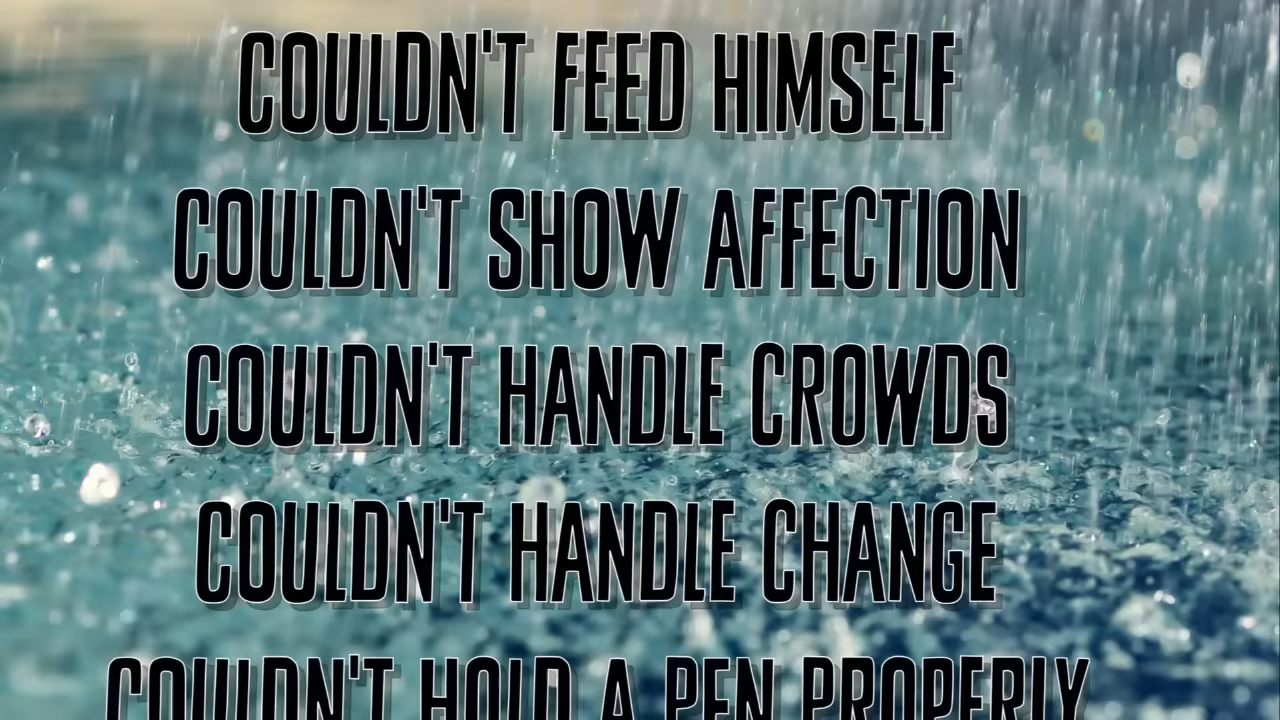 COULDN'T FEED HIMSELF
COULDN'T SHOW AFFECTION
COULDN'T HANDLE CROWDS
COULDN'T HANDLE CHANGE
COULDN'T HOLD A PEN PROPERLY